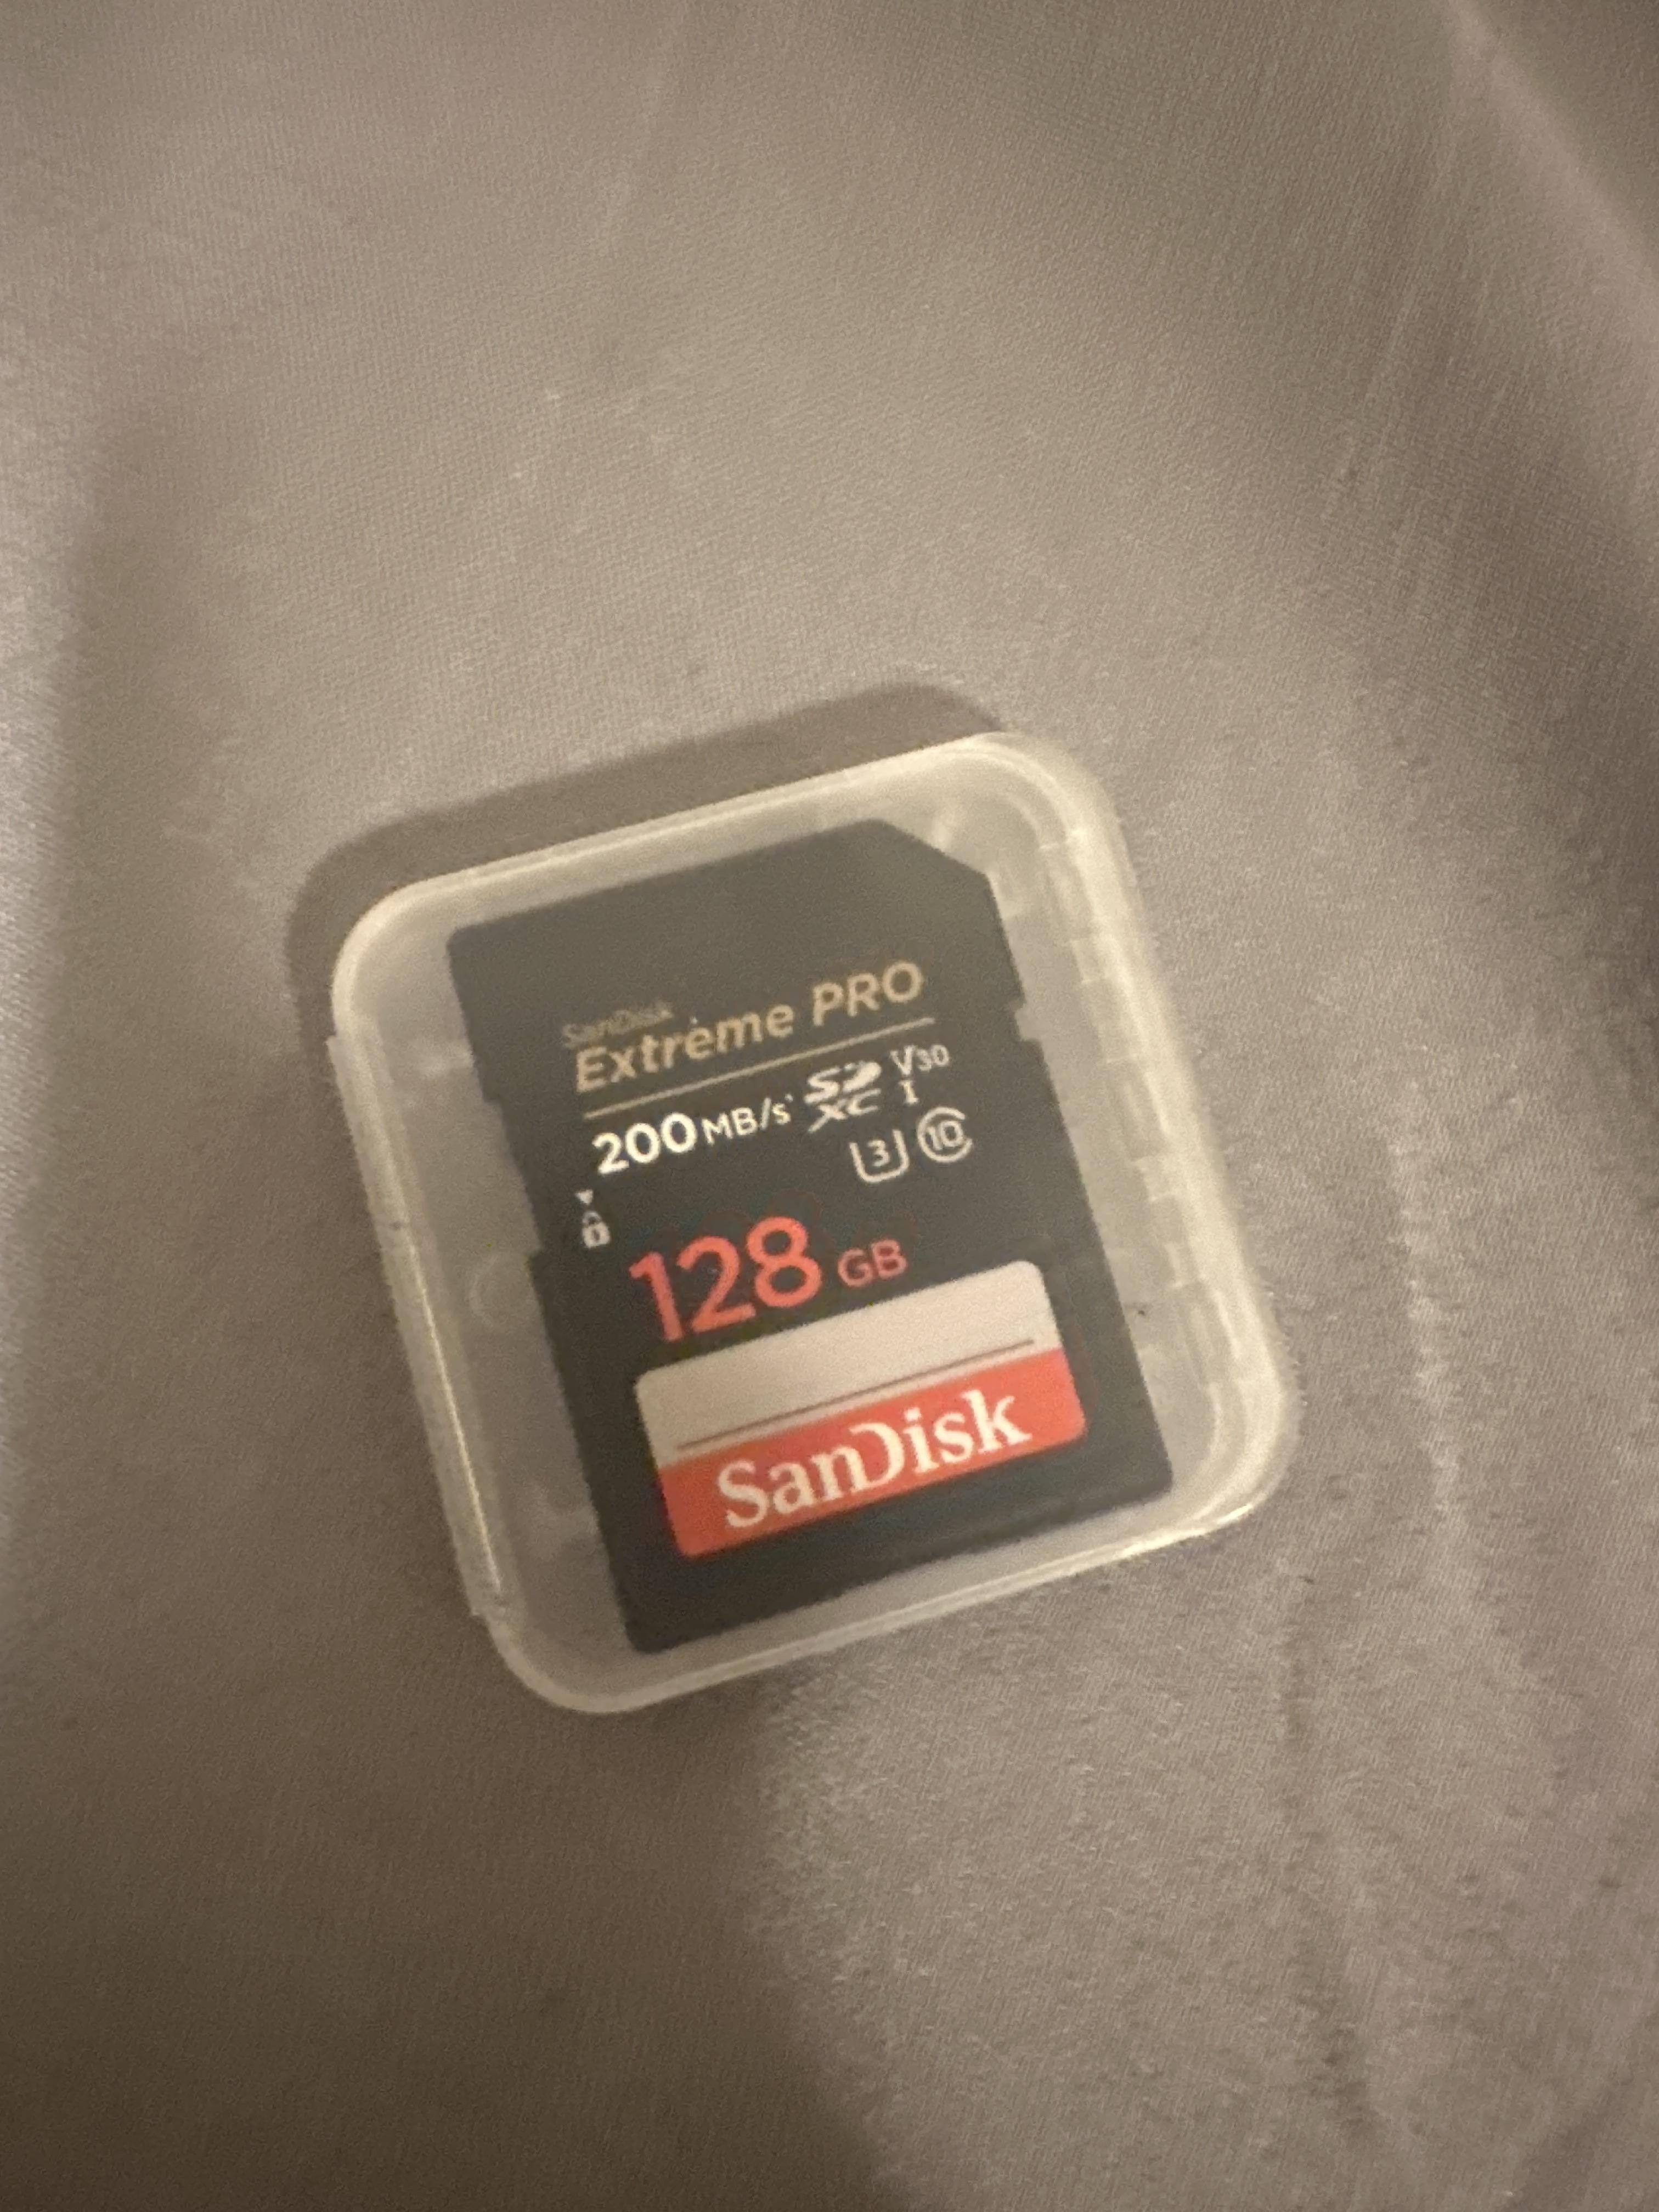 SanDisk
Extreme PRO
200 MB/s* SD XC V30
I
3 10
128 GB
SanDisk